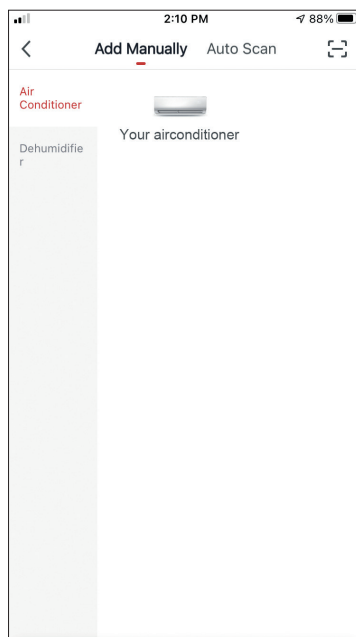 2:10 PM
88%
Add Manually Auto Scan
Air
Conditioner
Your airconditioner
Dehumidifie
r